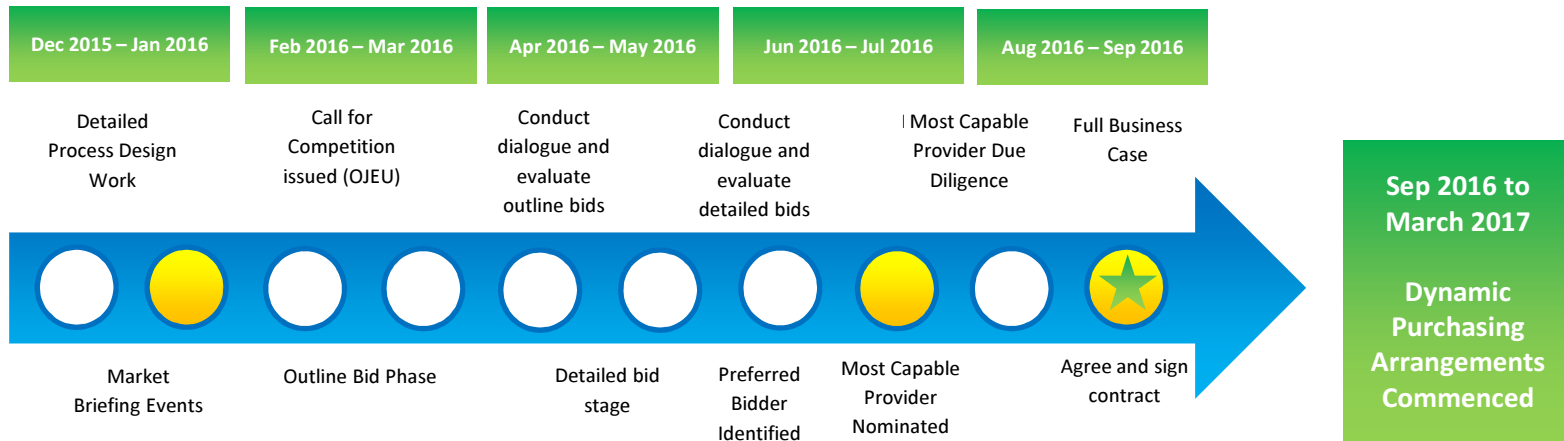 Dec 2015 – Jan 2016
Feb 2016 – Mar 2016
Apr 2016 – May 2016
Jun 2016 – Jul 2016
Aug 2016 – Sep 2016
Detailed
Process Design
Work
Call for
Competition
issued (OJEU)
Conduct
dialogue and
evaluate
outline bids
Conduct
dialogue and
evaluate
detailed bids
Most Capable
Provider Due
Diligence
Full Business
Case
Market
Briefing Events
Outline Bid Phase
Detailed bid
stage
Preferred
Bidder
Identified
Most Capable
Provider
Nominated
Agree and sign
contract
Sep 2016 to
March 2017
Dynamic
Purchasing
Arrangements
Commenced